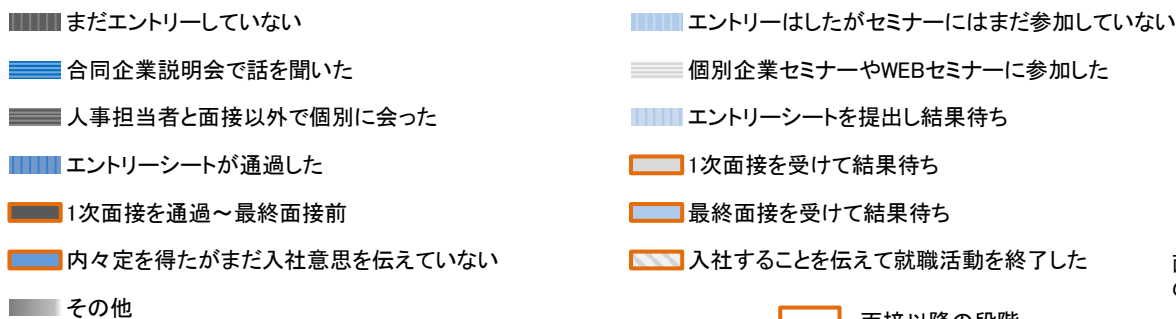 まだエントリーしていない
エントリーはしたがセミナーにはまだ参加していない
合同企業説明会で話を聞いた
個別企業セミナーやWEBセミナーに参加した
人事担当者と面接以外で個別に会った
エントリーシートを提出し結果待ち
エントリーシートが通過した
1次面接を受けて結果待ち
1次面接を通過～最終面接前
最終面接を受けて結果待ち
内々定を得たがまだ入社意思を伝えていない
入社することを伝えて就職活動を終了した
その他
面接以降の段階